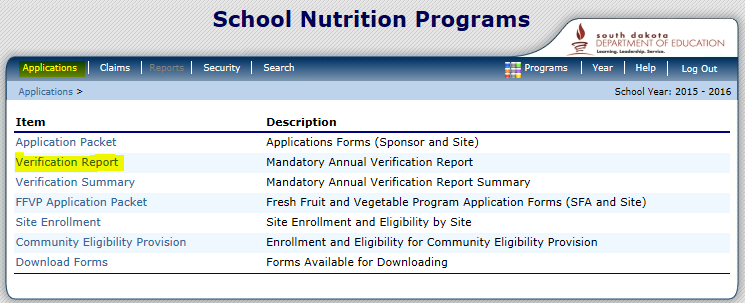 School Nutrition Programs
south dakota
DEPARTMENT OF EDUCATION
Learning. Leadership. Service.
Applications | Claims Reports | Security | Search Programs | Year | Help | Log Out
Applications > School Year: 2015 - 2016
Item Description
Application Packet Applications Forms (Sponsor and Site)
Verification Report Mandatory Annual Verification Report
Verification Summary Mandatory Annual Verification Report Summary
FFVP Application Packet Fresh Fruit and Vegetable Program Application Forms (SFA and Site)
Site Enrollment Site Enrollment and Eligibility by Site
Community Eligibility Provision Enrollment and Eligibility for Community Eligibility Provision
Download Forms Forms Available for Downloading